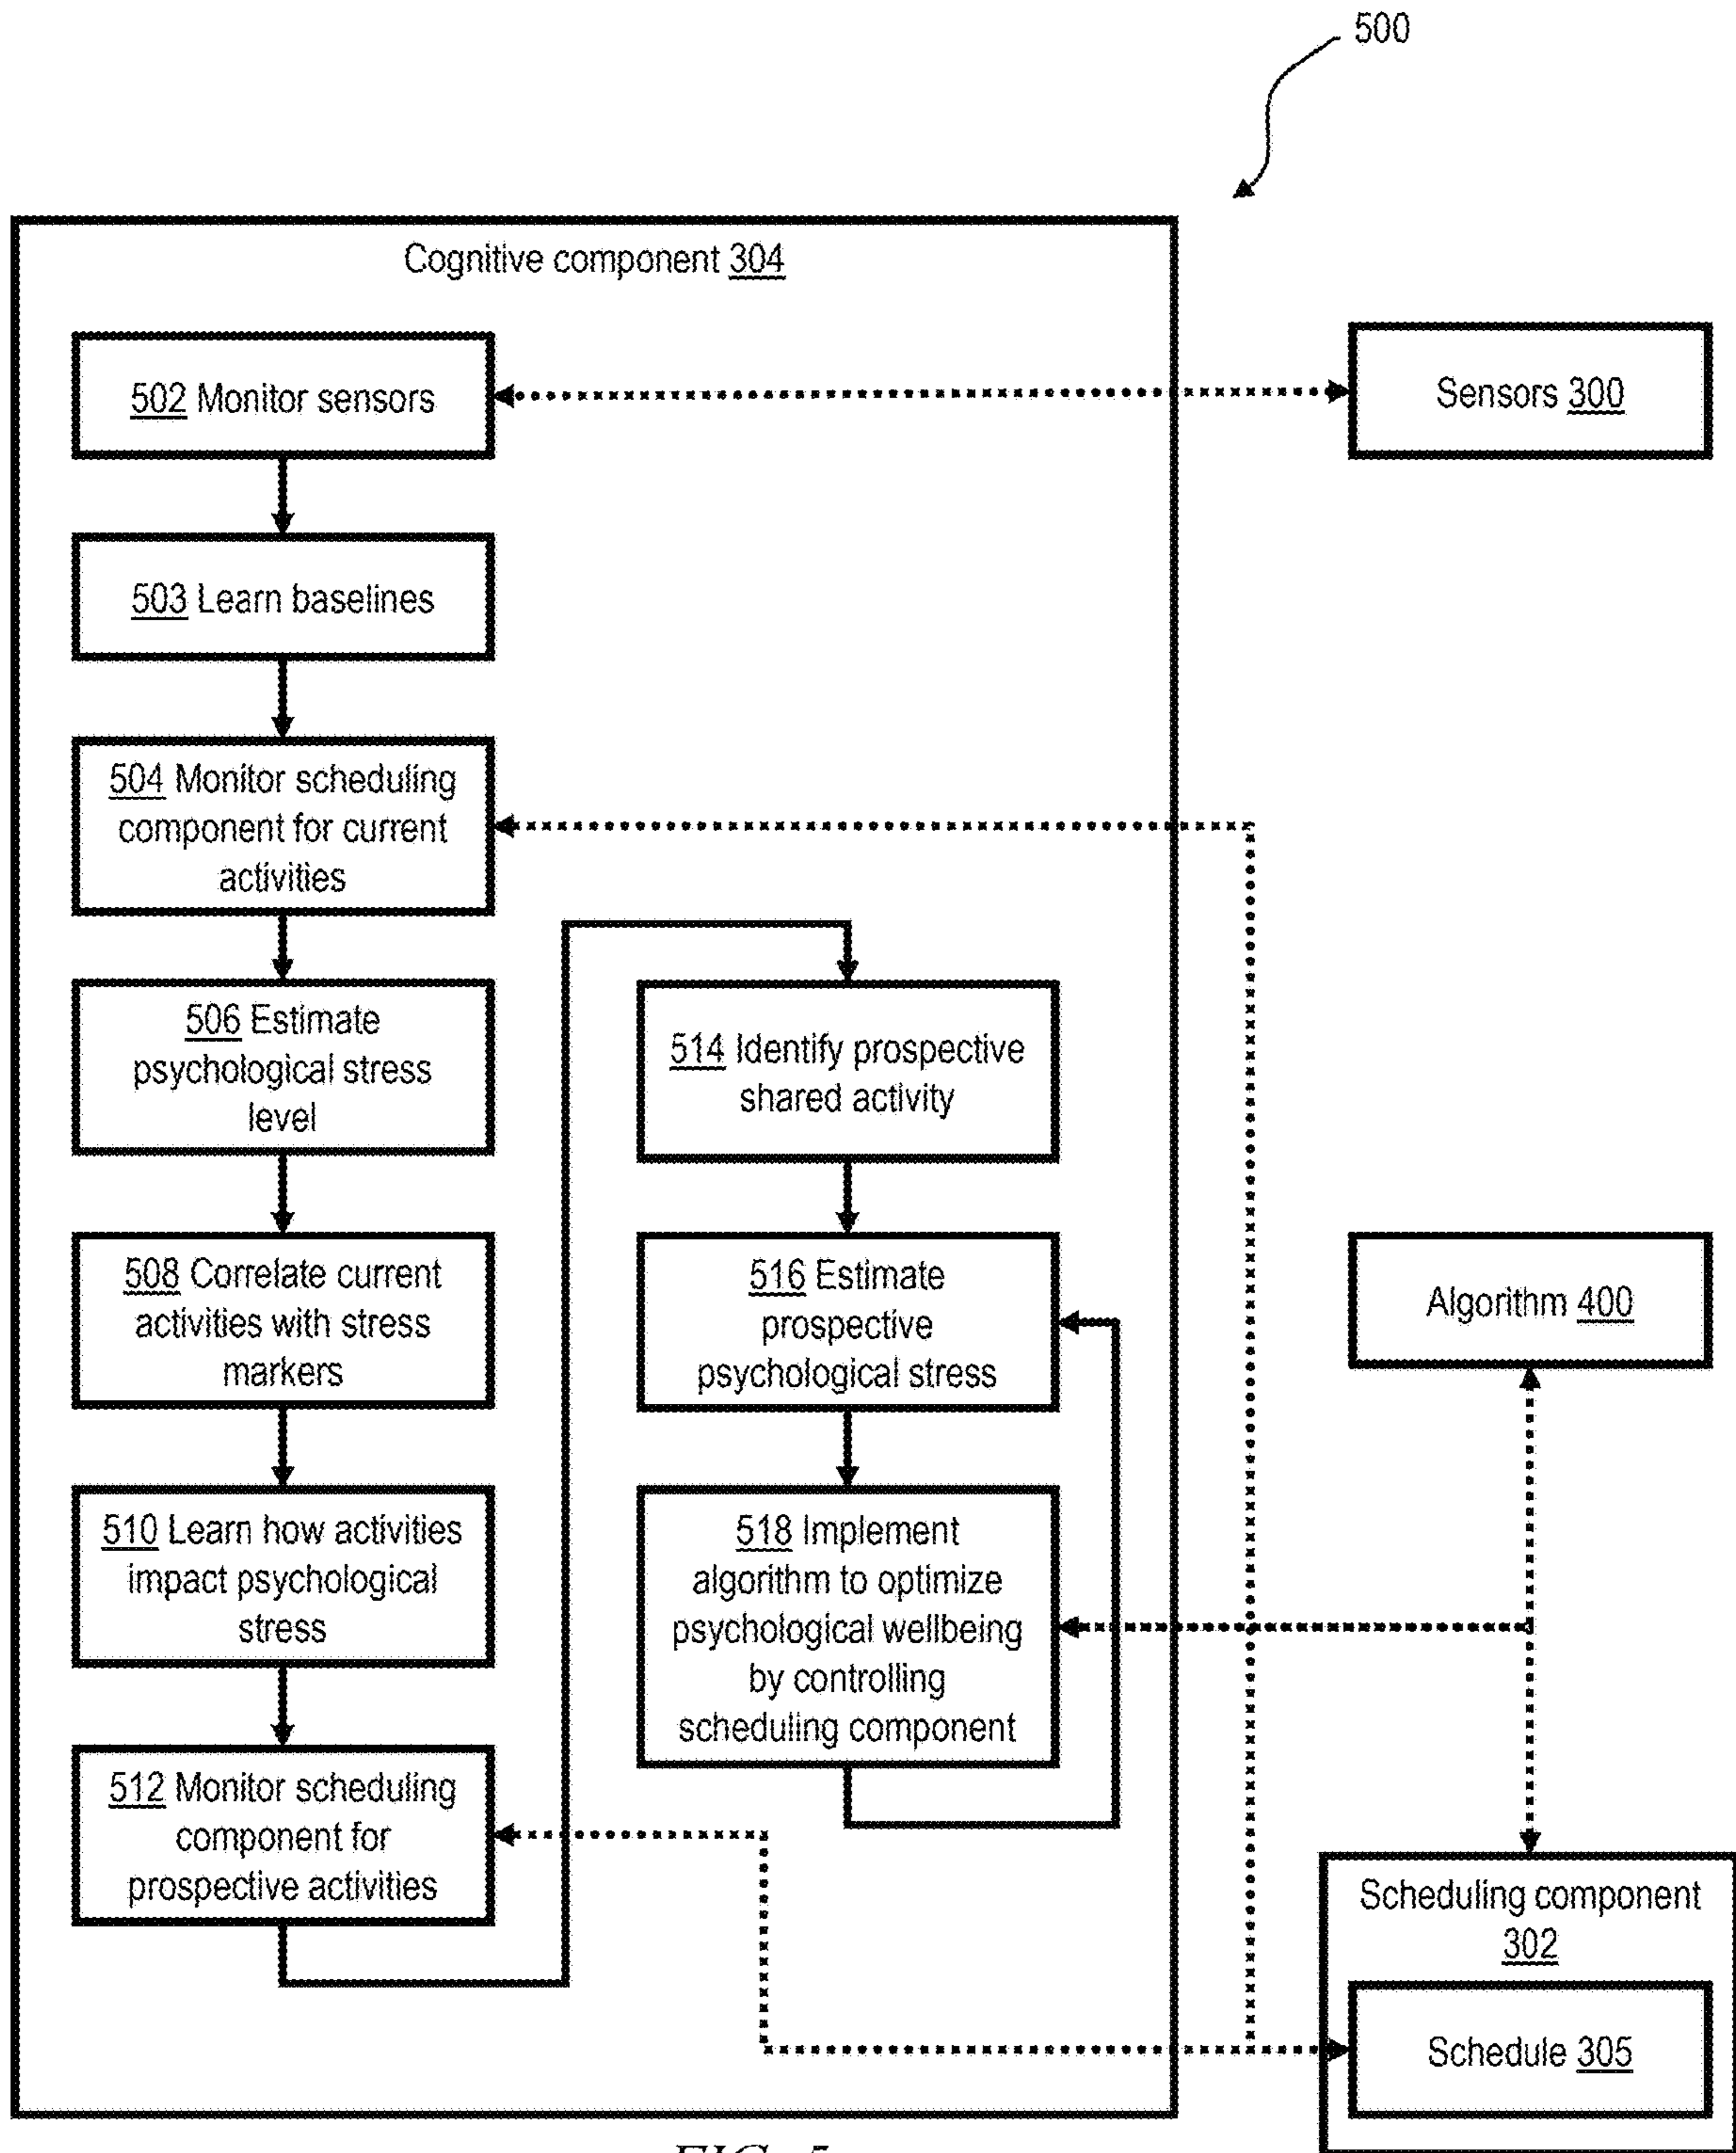 500
Cognitive component 304
502 Monitor sensors
Sensors 300
503 Learn baselines
504 Monitor scheduling
component for current
activities
506 Estimate
psychological stress
level
508 Correlate current
activities with stress
markers
510 Learn how activities
impact psychological
stress
512 Monitor scheduling
component for
prospective activities
514 Identify prospective
shared activity
516 Estimate
prospective
psychological stress
518 Implement
algorithm to optimize
psychological wellbeing
by controlling
scheduling component
Algorithm 400
Scheduling component
302
Schedule 305
FIG. 5